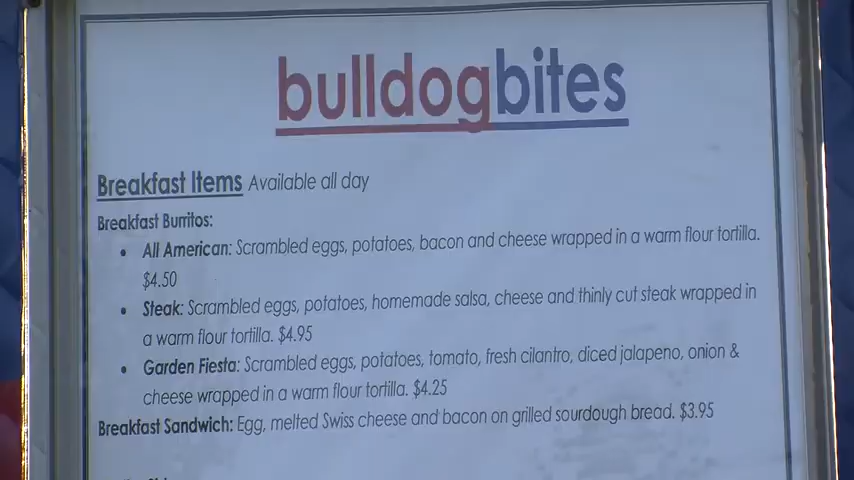 bulldogbites
Breakfast Items Available all day
Breakfast Burritos:
• All American: Scrambled eggs, potatoes, bacon and cheese wrapped in a warm flour tortilla.
$4.50
• Steak: Scrambled eggs, potatoes, homemade salsa, cheese and thinly cut steak wrapped in
a warm flour tortilla. $4.95
• Garden Fiesta: Scrambled eggs, potatoes, tomato, fresh cilantro, diced jalapeno, onion &
cheese wrapped in a warm flour tortilla. $4.25
Breakfast Sandwich: Egg, melted Swiss cheese and bacon on grilled sourdough bread. $3.95